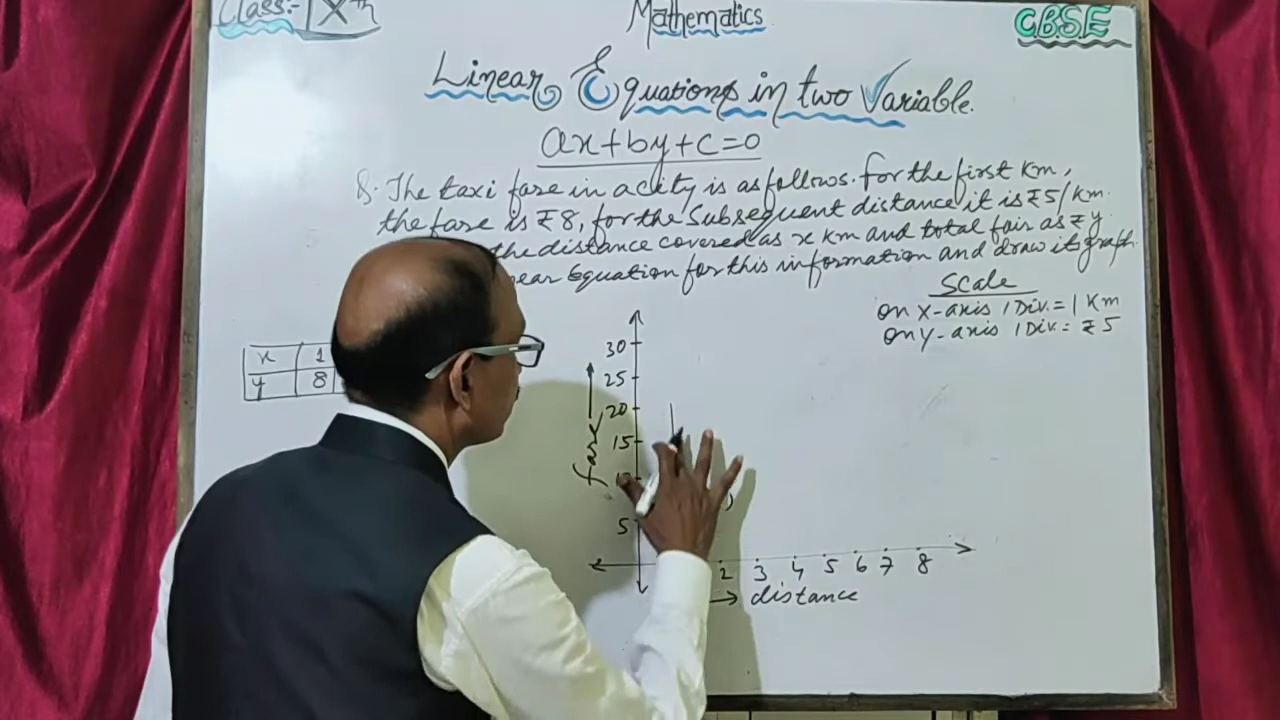 Class:- Xth
Mathematics
C.B.S.E
Linear Equations in two Variable.
ax+by+c=0
8. The taxi fare in a city is as follows. For the first Km,
the fare is ₹8, for the Subsequent distance it is ₹5/km.
the distance covered as x Km and total fair as ₹y.
Equation for this information and draw its graph.
Scale
on X-axis 1 Div. = 1 Km
on y-axis 1 Div. = ₹5
x 1
y 8
30
25
20
15
5
fare
2 3 4 5 6 7 8
distance